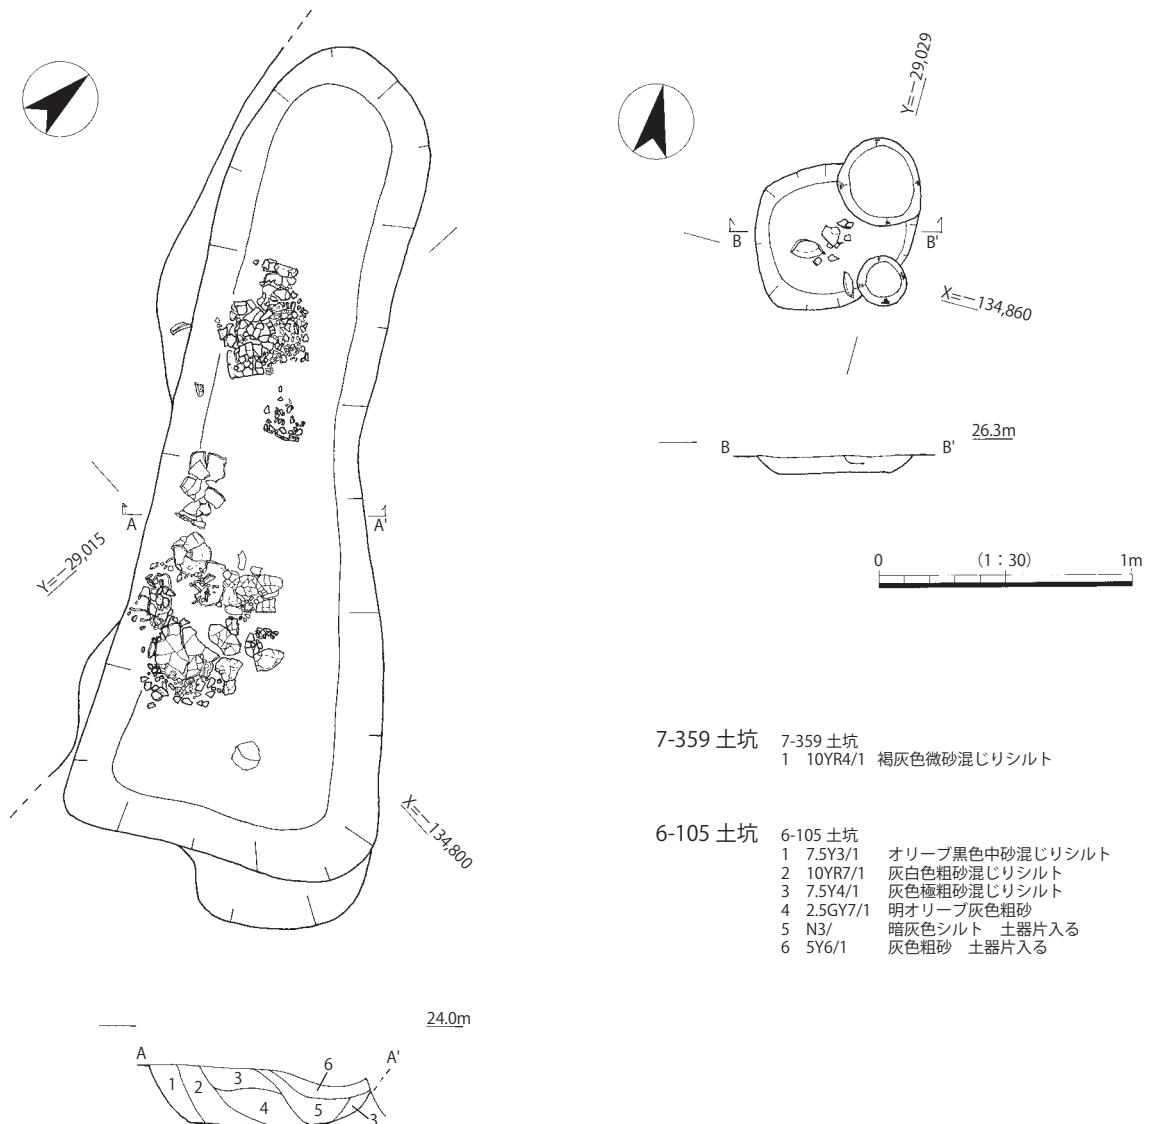 Y=－29,029
B
B'
X=－134,860
A
A'
Y=－29,015
B
B'
26.3m
0
（1：30）
1m
7-359 土坑
7-359 土坑
1 10YR4/1 褐灰色微砂混じりシルト
X=－134,800
6-105 土坑
6-105 土坑
1 7.5Y3/1 オリーブ黒色中砂混じりシルト
2 10YR7/1 灰白色粗砂混じりシルト
3 7.5Y4/1 灰色極粗砂混じりシルト
4 2.5GY7/1 明オリーブ灰色粗砂
5 N3/ 暗灰色シルト　土器片入る
6 5Y6/1 灰色粗砂　土器片入る
24.0m
A
A'
1
2
3
4
5
6
3